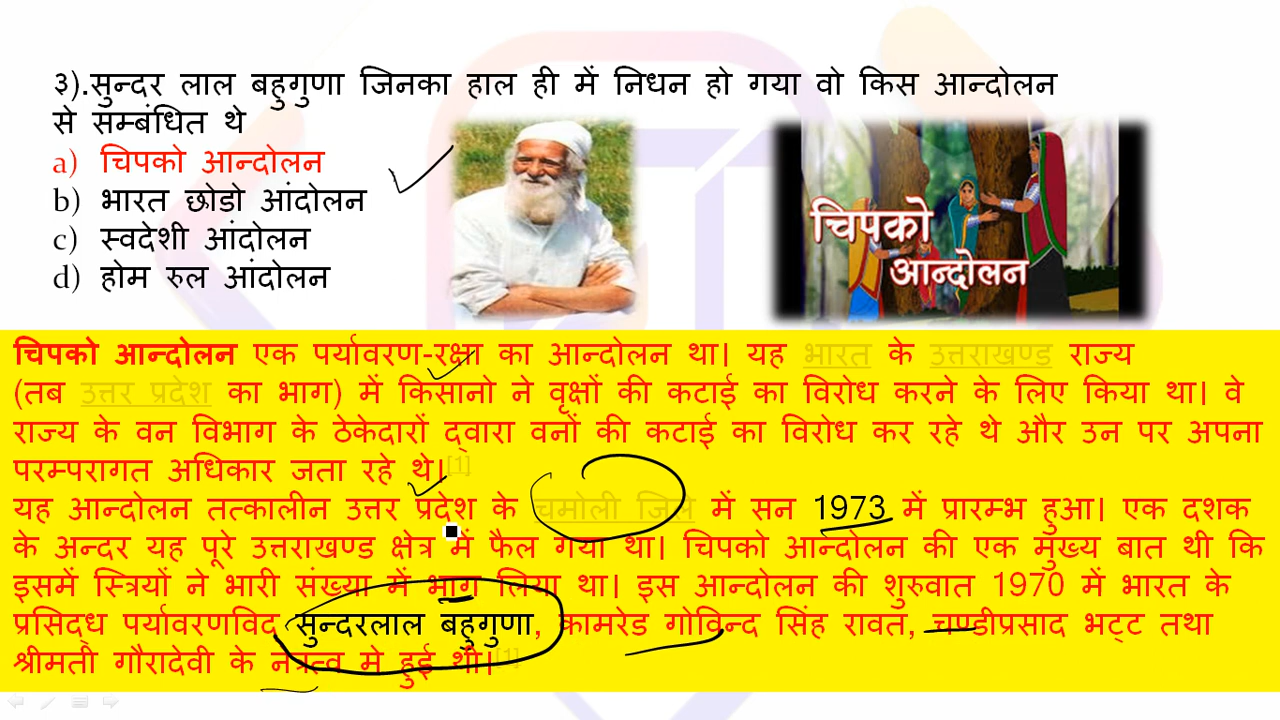 ३).सुन्दर लाल बहुगुणा जिनका हाल ही में निधन हो गया वो किस आन्दोलन
से सम्बंधित थे
a) चिपको आन्दोलन
b) भारत छोडो आंदोलन
c) स्वदेशी आंदोलन
d) होम रुल आंदोलन
चिपको
आन्दोलन
चिपको आन्दोलन एक पर्यावरण-रक्षा का आन्दोलन था। यह भारत के उत्तराखण्ड राज्य
(तब उत्तर प्रदेश का भाग) में किसानो ने वृक्षों की कटाई का विरोध करने के लिए किया था। वे
राज्य के वन विभाग के ठेकेदारों द्वारा वनों की कटाई का विरोध कर रहे थे और उन पर अपना
परम्परागत अधिकार जता रहे थे।[1]
यह आन्दोलन तत्कालीन उत्तर प्रदेश के चमोली जिले में सन 1973 में प्रारम्भ हुआ। एक दशक
के अन्दर यह पूरे उत्तराखण्ड क्षेत्र में फैल गया था। चिपको आन्दोलन की एक मुख्य बात थी कि
इसमें स्त्रियों ने भारी संख्या में भाग लिया था। इस आन्दोलन की शुरुवात 1970 में भारत के
प्रसिद्ध पर्यावरणविद् सुन्दरलाल बहुगुणा, कामरेड गोविन्द सिंह रावत, चण्डीप्रसाद भट्ट तथा
श्रीमती गौरादेवी के नेत्रत्व मे हुई थी।[1]